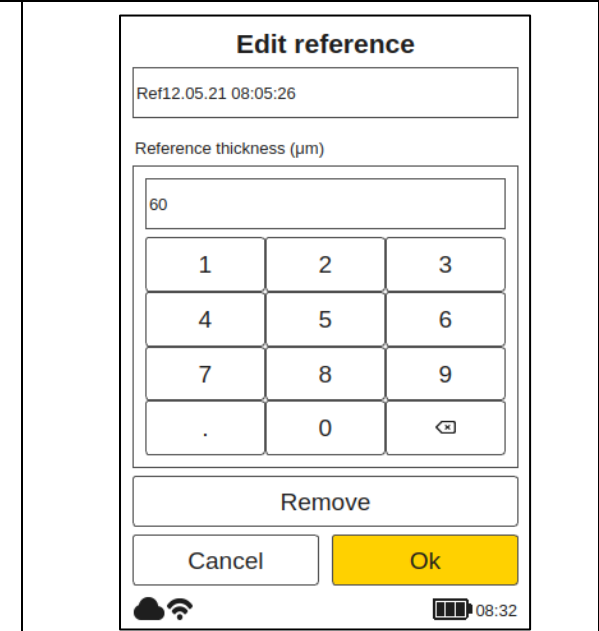 Edit reference
Ref12.05.21 08:05:26
Reference thickness (μm)
60
1 2 3
4 5 6
7 8 9
. 0
Remove
Cancel Ok
08:32